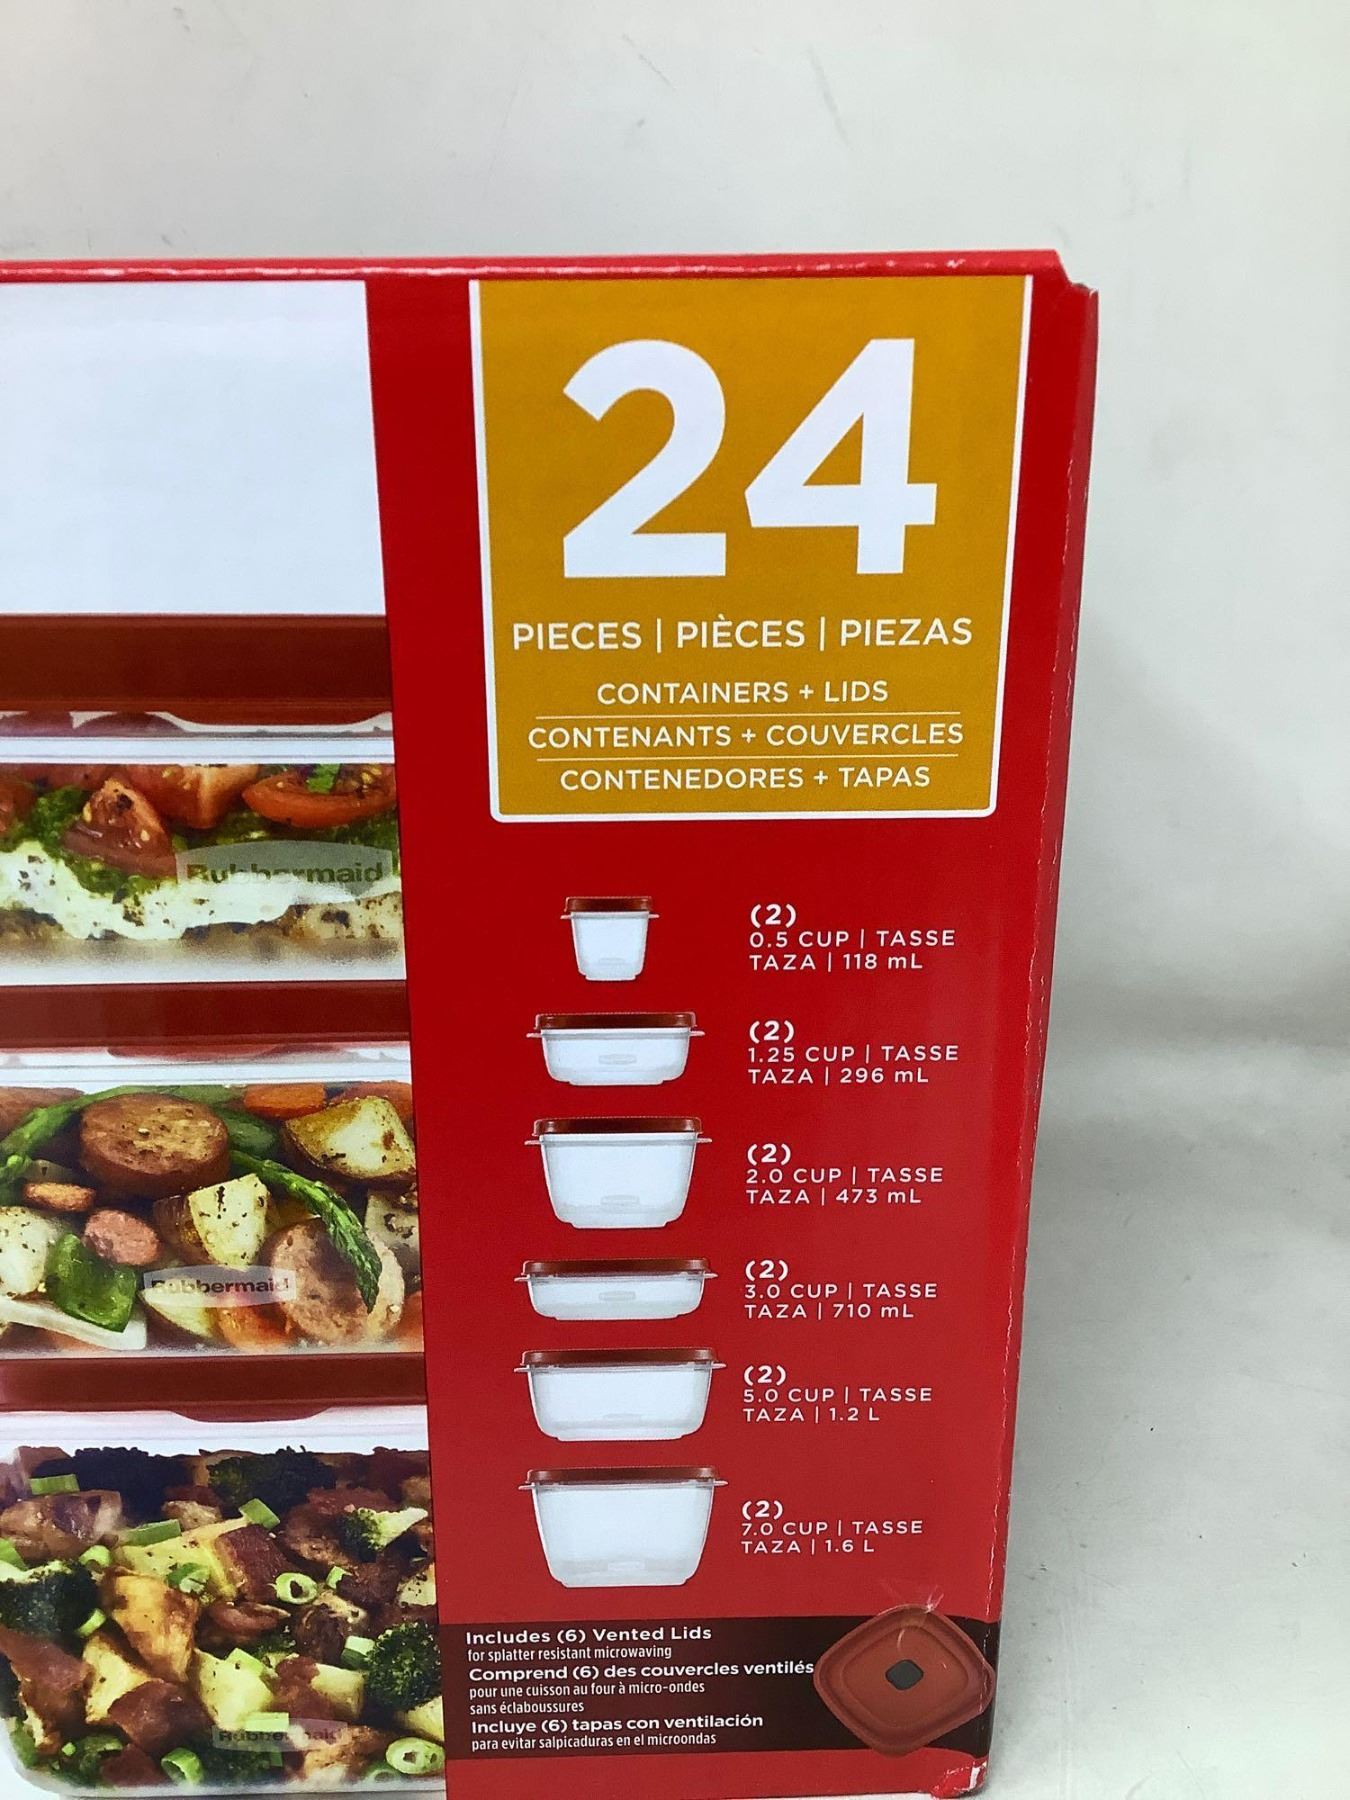 24
PIECES | PIÈCES | PIEZAS
CONTAINERS + LIDS
CONTENANTS + COUVERCLES
CONTENEDORES + TAPAS
Rubbermaid
Rubbermaid
Rubbermaid
(2)
0.5 CUP | TASSE
TAZA | 118 mL
(2)
1.25 CUP | TASSE
TAZA | 296 mL
(2)
2.0 CUP | TASSE
TAZA | 473 mL
(2)
3.0 CUP | TASSE
TAZA | 710 mL
(2)
5.0 CUP | TASSE
TAZA | 1.2 L
(2)
7.0 CUP | TASSE
TAZA | 1.6 L
Includes (6) Vented Lids
for splatter resistant microwaving
Comprend (6) des couvercles ventilés
pour une cuisson au four à micro-ondes
sans éclaboussures
Incluye (6) tapas con ventilación
para evitar salpicaduras en el microondas